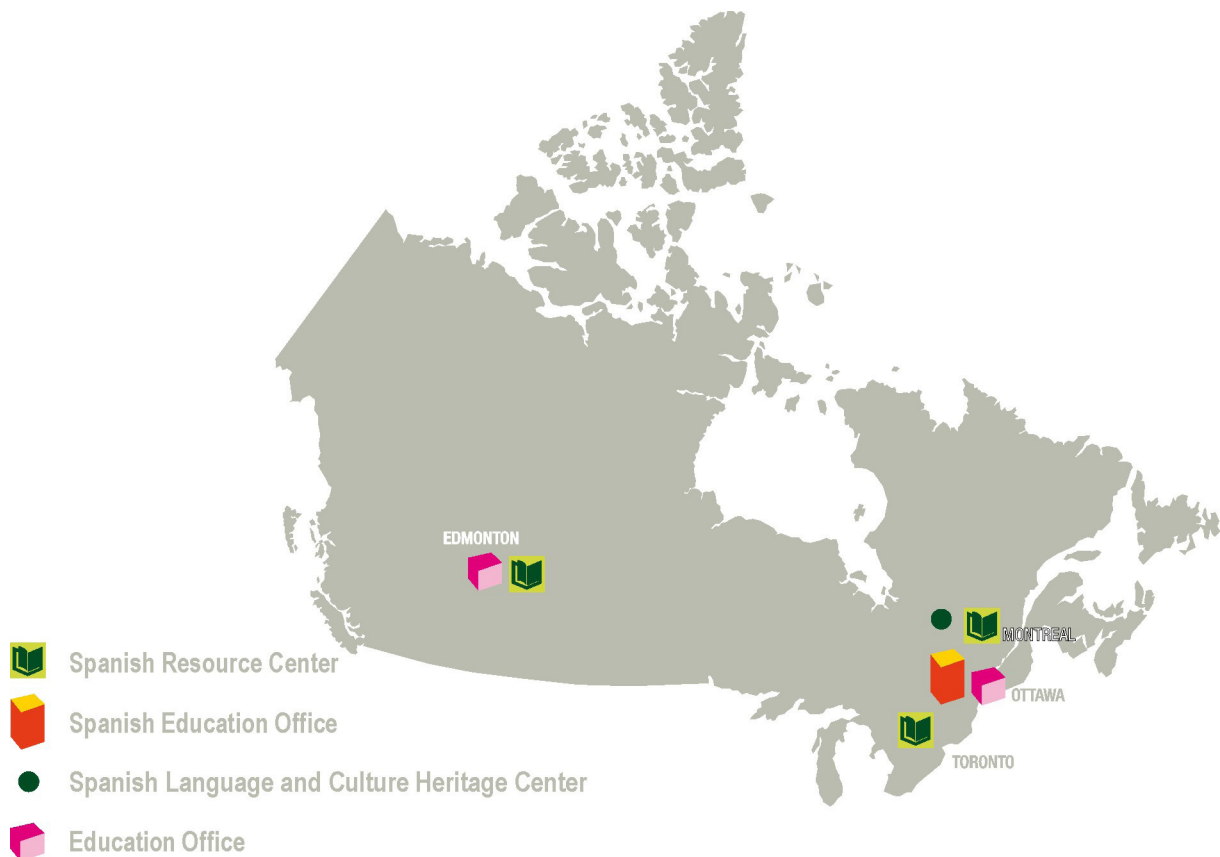 EDMONTON
MONTREAL
OTTAWA
TORONTO
Spanish Resource Center
Spanish Education Office
Spanish Language and Culture Heritage Center
Education Office